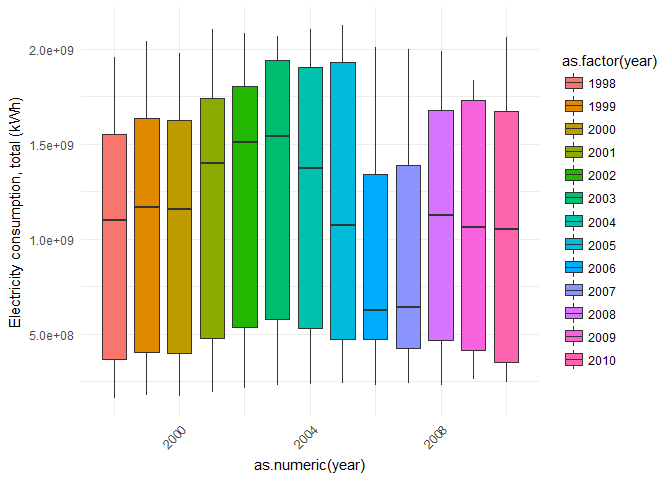 Electricity consumption, total (kWh)
2.0e+09
1.5e+09
1.0e+09
5.0e+08
2000
2004
2008
as.numeric(year)
as.factor(year)
1998
1999
2000
2001
2002
2003
2004
2005
2006
2007
2008
2009
2010